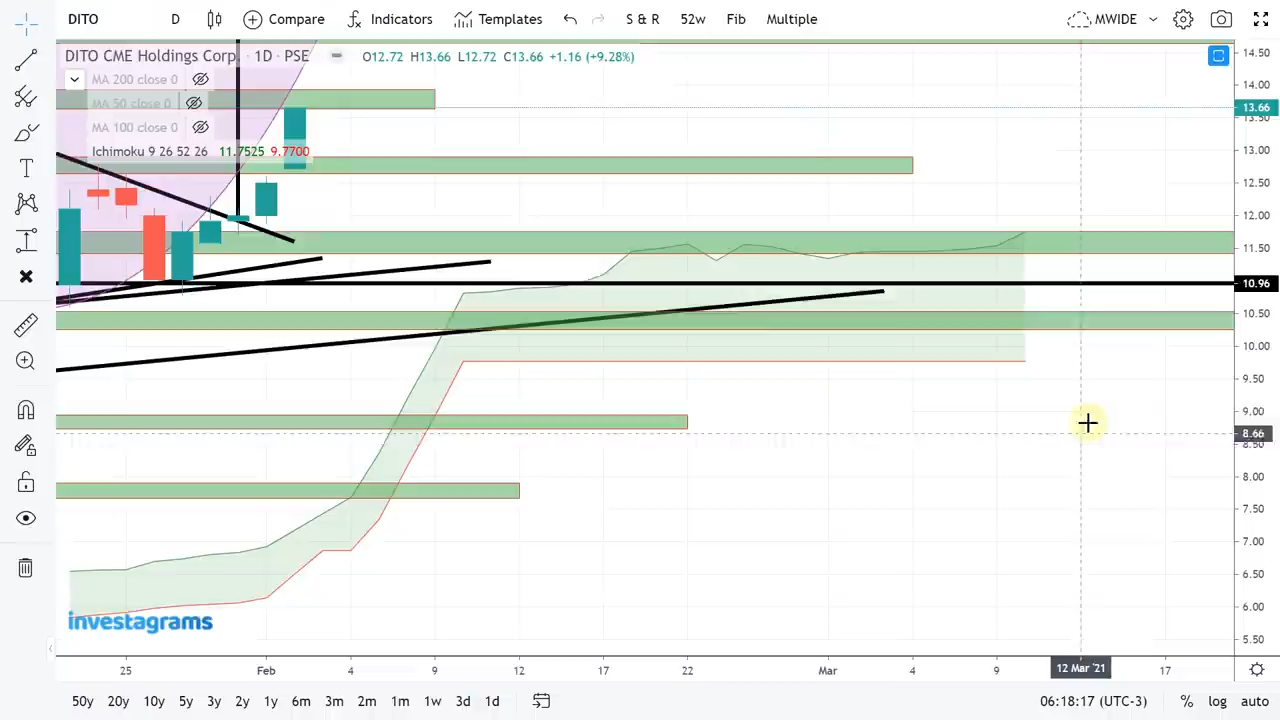 DITO D Compare Indicators Templates S & R 52w Fib Multiple MWIDE
DITO CME Holdings Corp. · 1D · PSE O12.72 H13.66 L12.72 C13.66 +1.16 (+9.28%)
MA 200 close 0
MA 50 close 0
MA 100 close 0
Ichimoku 9 26 52 26 11.7525 9.7700
14.50
14.00
13.66
13.50
13.00
12.50
12.00
11.50
10.96
10.50
10.00
9.50
9.00
8.66
8.50
8.00
7.50
7.00
6.50
6.00
5.50
investagrams
25 Feb 4 9 12 17 22 Mar 4 9 12 Mar '21 17
50y 20y 10y 5y 3y 2y 1y 6m 3m 2m 1m 1w 3d 1d 06:18:17 (UTC-3) % log auto